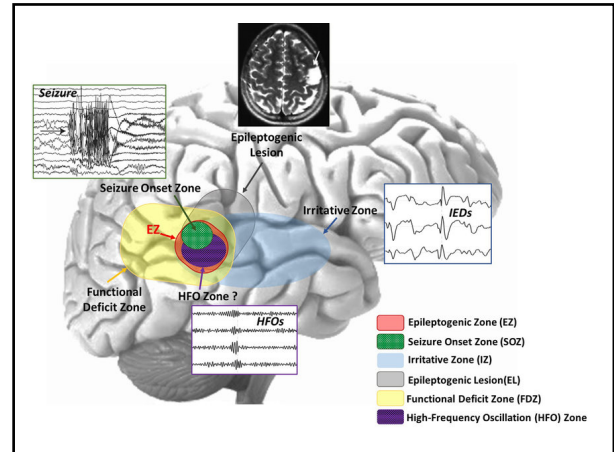 Seizure
Epileptogenic
Lesion
Seizure Onset Zone
Irritative Zone
IEDs
EZ
Functional
Deficit Zone
HFO Zone ?
HFOs
Epileptogenic Zone (EZ)
Seizure Onset Zone (SOZ)
Irritative Zone (IZ)
Epileptogenic Lesion(EL)
Functional Deficit Zone (FDZ)
High-Frequency Oscillation (HFO) Zone